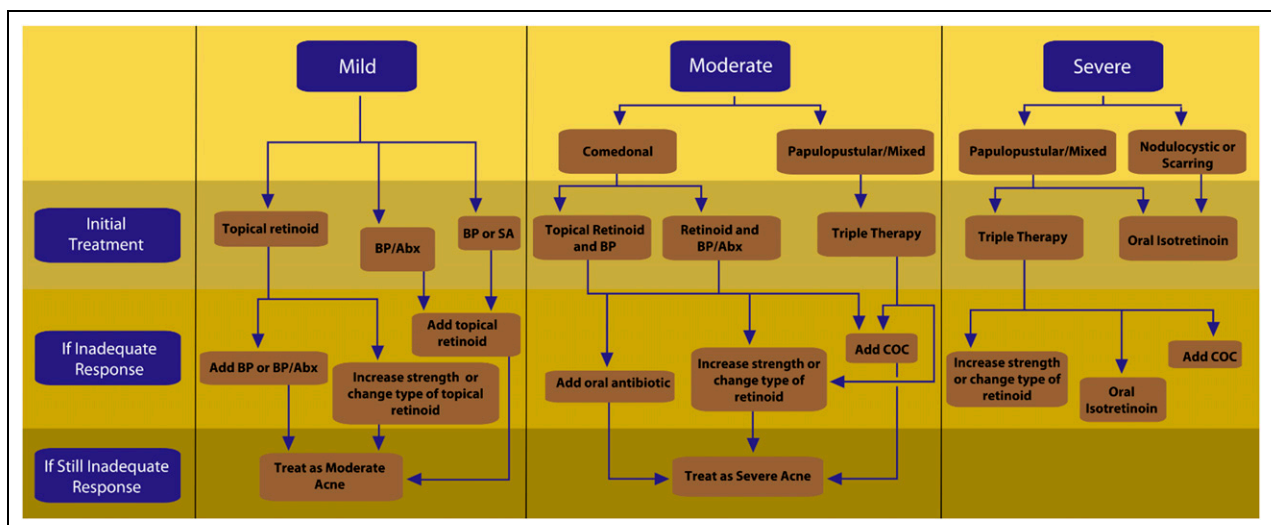 Mild
Moderate
Severe
Comedonal
Papulopustular/Mixed
Papulopustular/Mixed
Nodulocystic or
Scarring
Initial
Treatment
Topical retinoid
BP/Abx
BP or SA
Topical Retinoid
and BP
Retinoid and
BP/Abx
Triple Therapy
Triple Therapy
Oral Isotretinoin
If Inadequate
Response
Add BP or BP/Abx
Increase strength or
change type of topical
retinoid
Add topical
retinoid
Add oral antibiotic
Increase strength or
change type of
retinoid
Add COC
Increase strength
or change type of
retinoid
Oral
Isotretinoin
Add COC
If Still Inadequate
Response
Treat as Moderate
Acne
Treat as Severe Acne